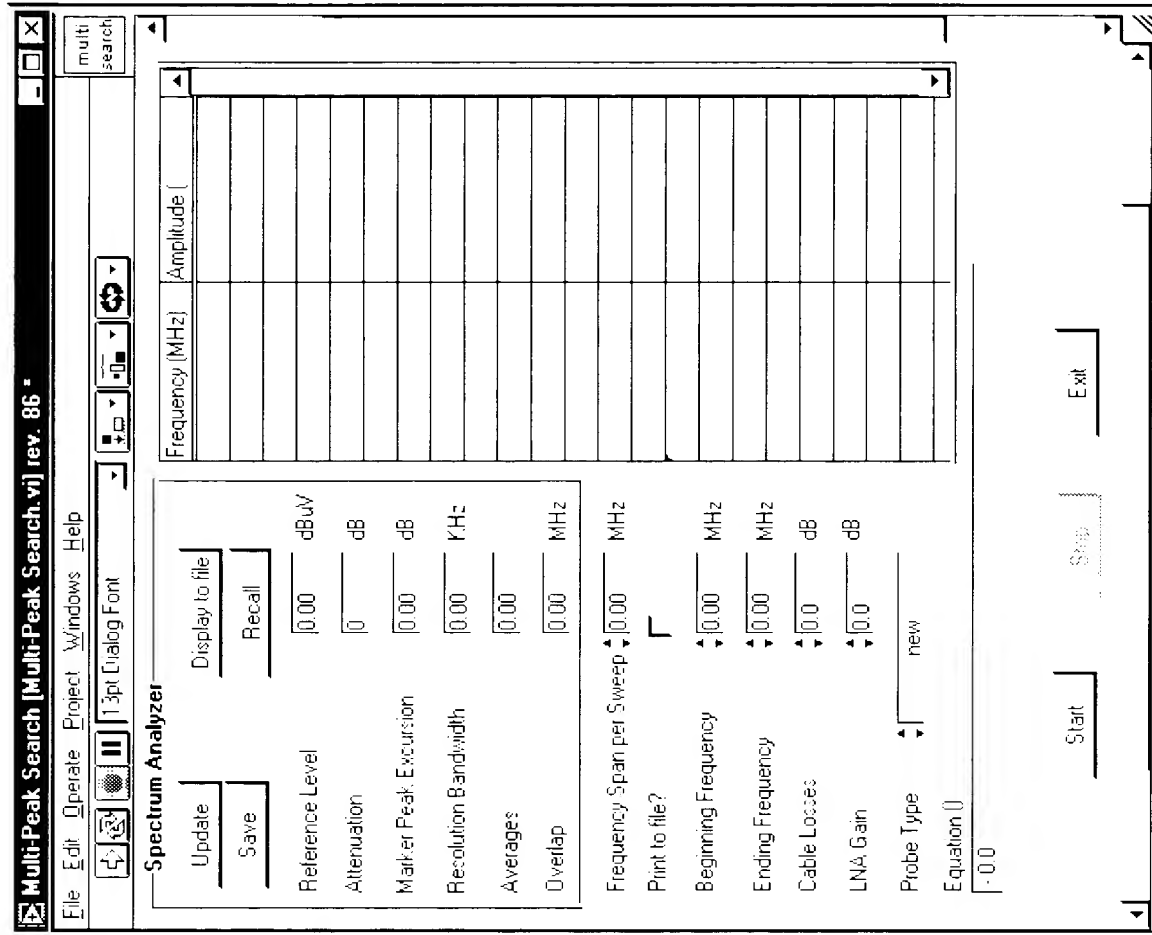 Multi-Peak Search [Multi-Peak Search.vi] rev. 86 *
File Edit Operate Project Windows Help
13pt Dialog Font
multi search
Spectrum Analyzer
Update Display to file
Save Recall
Reference Level 0.00 dBuV
Attenuation 0 dB
Marker Peak Excursion 0.00 dB
Resolution Bandwidth 0.00 KHz
Averages 0.00
Overlap 0.00 MHz
Frequency Span per Sweep 0.00 MHz
Print to file?
Beginning Frequency 0.00 MHz
Ending Frequency 0.00 MHz
Cable Losses 0.0 dB
LNA Gain 0.0 dB
Probe Type new
Equation ()
- 0.0
Frequency (MHz) Amplitude (
Start Stop Exit